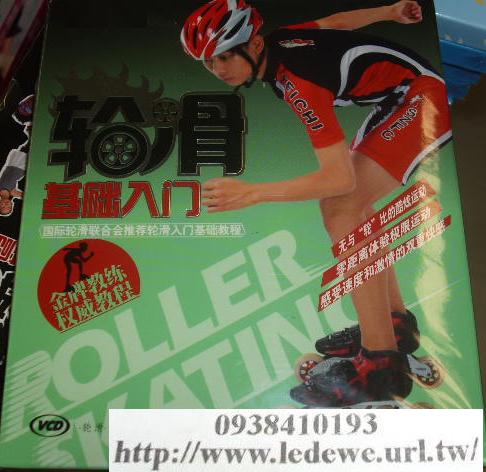 轮滑
基础入门
国际轮滑联合会推荐轮滑入门基础教程
FEICHI
金牌教练
权威教程
无与“轮”比的酷炫运动
零距离体验极限运动
感受速度和激情的双重快感
ROLLER
SKATING
VCD
轮滑
0938410193
http://www.ledewe.url.tw/